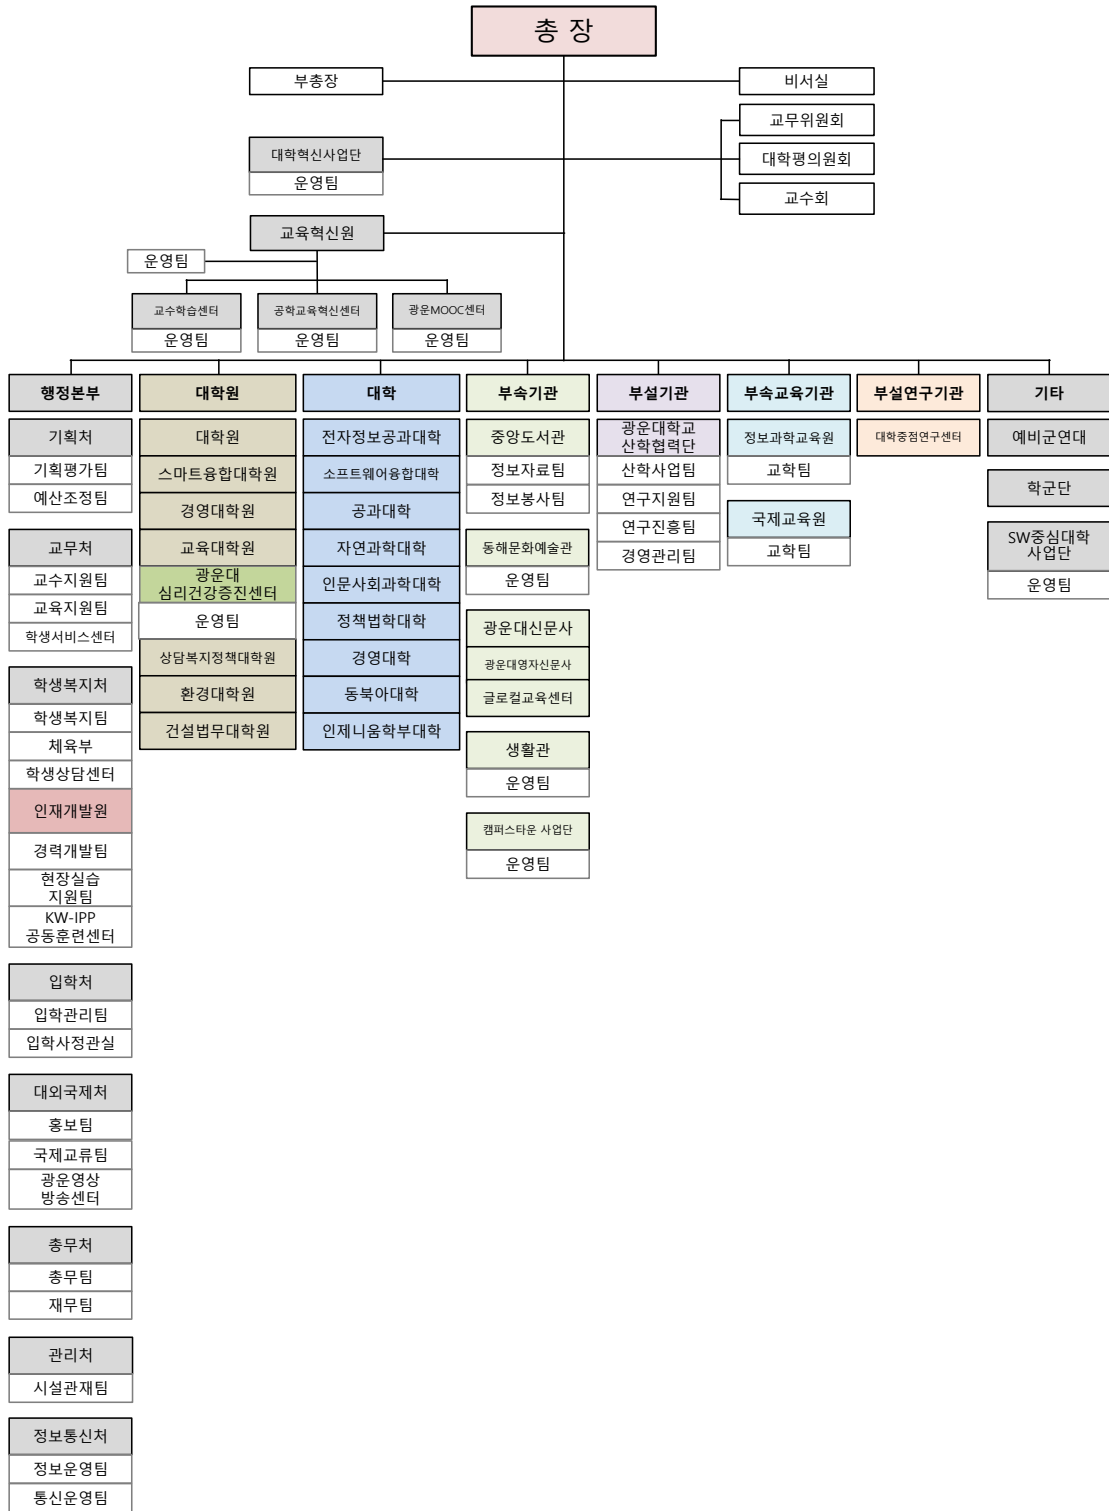 총 장
부총장
비서실
교무위원회
대학혁신사업단
대학평의원회
운영팀
교수회
교육혁신원
운영팀
교수학습센터
공학교육혁신센터
광운MOOC센터
운영팀
운영팀
운영팀
행정본부
기획처
기획평가팀
예산조정팀
교무처
교수지원팀
교육지원팀
학생서비스센터
학생복지처
학생복지팀
체육부
학생상담센터
인재개발원
경력개발팀
현장실습
지원팀
KW-IPP
공동훈련센터
입학처
입학관리팀
입학사정관실
대외국제처
홍보팀
국제교류팀
광운영상
방송센터
총무처
총무팀
재무팀
관리처
시설관재팀
정보통신처
정보운영팀
통신운영팀
대학원
대학원
스마트융합대학원
경영대학원
교육대학원
광운대
심리건강증진센터
운영팀
상담복지정책대학원
환경대학원
건설법무대학원
대학
전자정보공과대학
소프트웨어융합대학
공과대학
자연과학대학
인문사회과학대학
정책법학대학
경영대학
동북아대학
인제니움학부대학
부속기관
중앙도서관
정보자료팀
정보봉사팀
동해문화예술관
운영팀
광운대신문사
광운대영자신문사
글로컬교육센터
생활관
운영팀
캠퍼스타운 사업단
운영팀
부설기관
광운대학교
산학협력단
산학사업팀
연구지원팀
연구진흥팀
경영관리팀
부속교육기관
정보과학교육원
교학팀
국제교육원
교학팀
부설연구기관
대학중점연구센터
기타
예비군연대
학군단
SW중심대학
사업단
운영팀